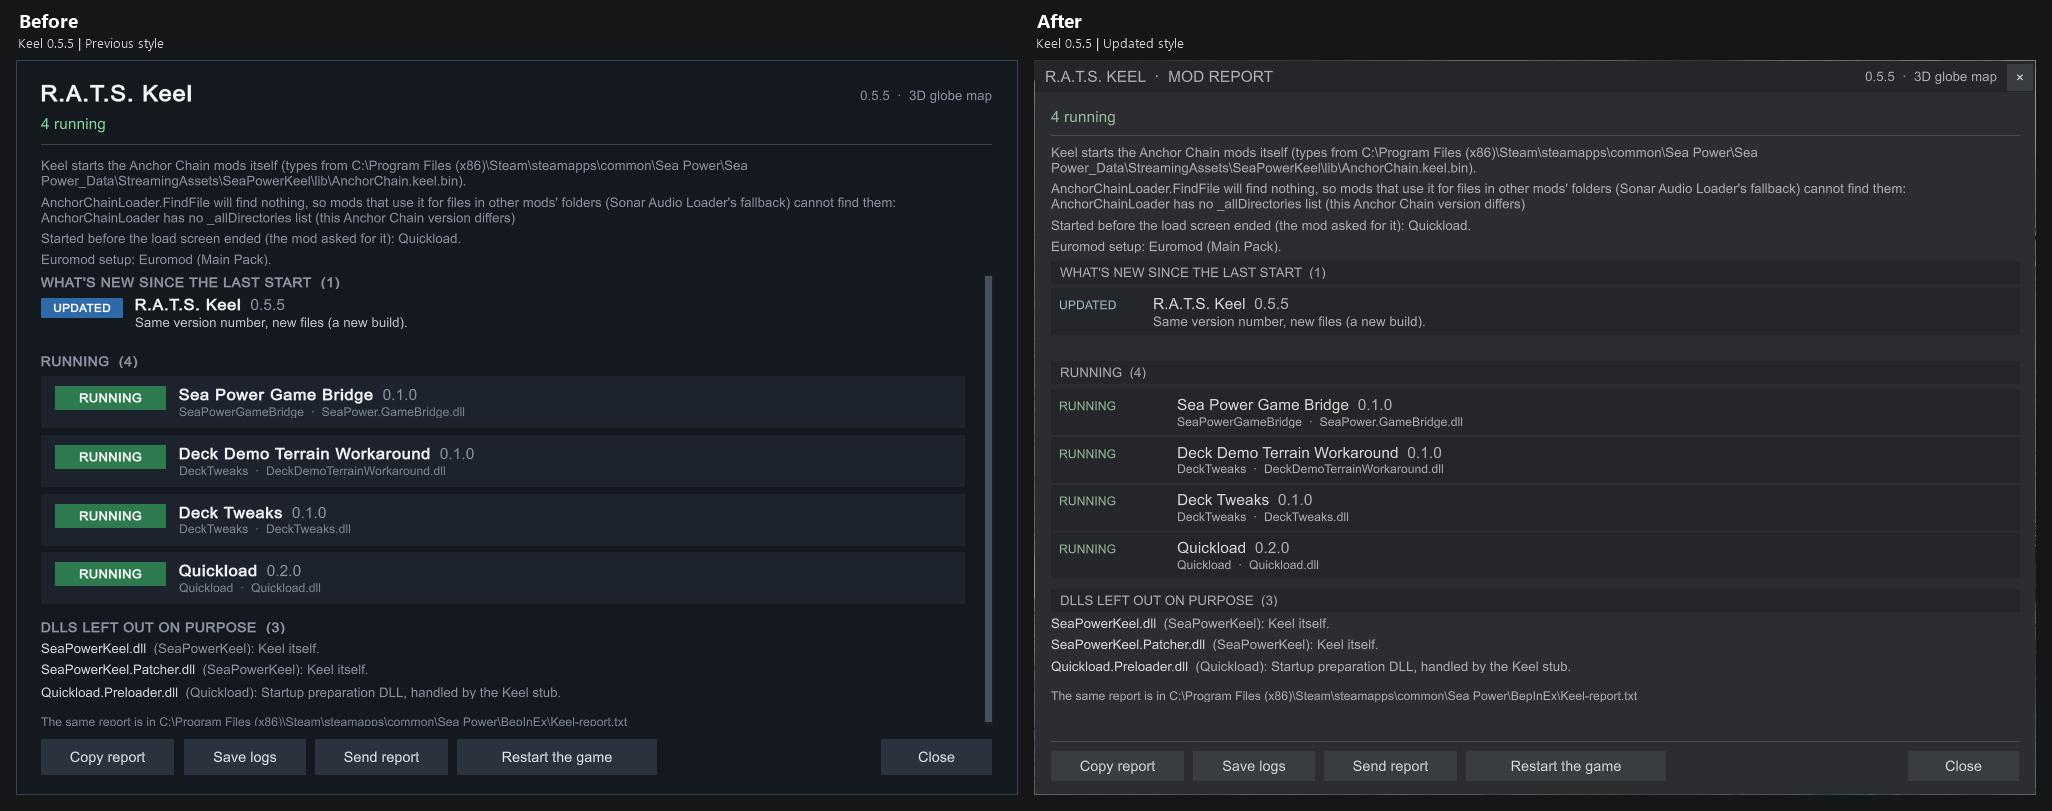 Before
Keel 0.5.5 | Previous style
R.A.T.S. Keel
0.5.5 · 3D globe map
4 running
Keel starts the Anchor Chain mods itself (types from C:\Program Files (x86)\Steam\steamapps\common\Sea Power\Sea
Power_Data\StreamingAssets\SeaPowerKeel\lib\AnchorChain.keel.bin).
AnchorChainLoader.FindFile will find nothing, so mods that use it for files in other mods' folders (Sonar Audio Loader's fallback) cannot find them:
AnchorChainLoader has no _allDirectories list (this Anchor Chain version differs)
Started before the load screen ended (the mod asked for it): Quickload.
Euromod setup: Euromod (Main Pack).
WHAT'S NEW SINCE THE LAST START (1)
UPDATED R.A.T.S. Keel 0.5.5
Same version number, new files (a new build).
RUNNING (4)
RUNNING Sea Power Game Bridge 0.1.0
SeaPowerGameBridge · SeaPower.GameBridge.dll
RUNNING Deck Demo Terrain Workaround 0.1.0
DeckTweaks · DeckDemoTerrainWorkaround.dll
RUNNING Deck Tweaks 0.1.0
DeckTweaks · DeckTweaks.dll
RUNNING Quickload 0.2.0
Quickload · Quickload.dll
DLLS LEFT OUT ON PURPOSE (3)
SeaPowerKeel.dll (SeaPowerKeel): Keel itself.
SeaPowerKeel.Patcher.dll (SeaPowerKeel): Keel itself.
Quickload.Preloader.dll (Quickload): Startup preparation DLL, handled by the Keel stub.
The same report is in C:\Program Files (x86)\Steam\steamapps\common\Sea Power\BepInEx\Keel-report.txt
Copy report Save logs Send report Restart the game Close
After
Keel 0.5.5 | Updated style
R.A.T.S. KEEL · MOD REPORT
0.5.5 · 3D globe map ×
4 running
Keel starts the Anchor Chain mods itself (types from C:\Program Files (x86)\Steam\steamapps\common\Sea Power\Sea
Power_Data\StreamingAssets\SeaPowerKeel\lib\AnchorChain.keel.bin).
AnchorChainLoader.FindFile will find nothing, so mods that use it for files in other mods' folders (Sonar Audio Loader's fallback) cannot find them:
AnchorChainLoader has no _allDirectories list (this Anchor Chain version differs)
Started before the load screen ended (the mod asked for it): Quickload.
Euromod setup: Euromod (Main Pack).
WHAT'S NEW SINCE THE LAST START (1)
UPDATED R.A.T.S. Keel 0.5.5
Same version number, new files (a new build).
RUNNING (4)
RUNNING Sea Power Game Bridge 0.1.0
SeaPowerGameBridge · SeaPower.GameBridge.dll
RUNNING Deck Demo Terrain Workaround 0.1.0
DeckTweaks · DeckDemoTerrainWorkaround.dll
RUNNING Deck Tweaks 0.1.0
DeckTweaks · DeckTweaks.dll
RUNNING Quickload 0.2.0
Quickload · Quickload.dll
DLLS LEFT OUT ON PURPOSE (3)
SeaPowerKeel.dll (SeaPowerKeel): Keel itself.
SeaPowerKeel.Patcher.dll (SeaPowerKeel): Keel itself.
Quickload.Preloader.dll (Quickload): Startup preparation DLL, handled by the Keel stub.
The same report is in C:\Program Files (x86)\Steam\steamapps\common\Sea Power\BepInEx\Keel-report.txt
Copy report Save logs Send report Restart the game Close